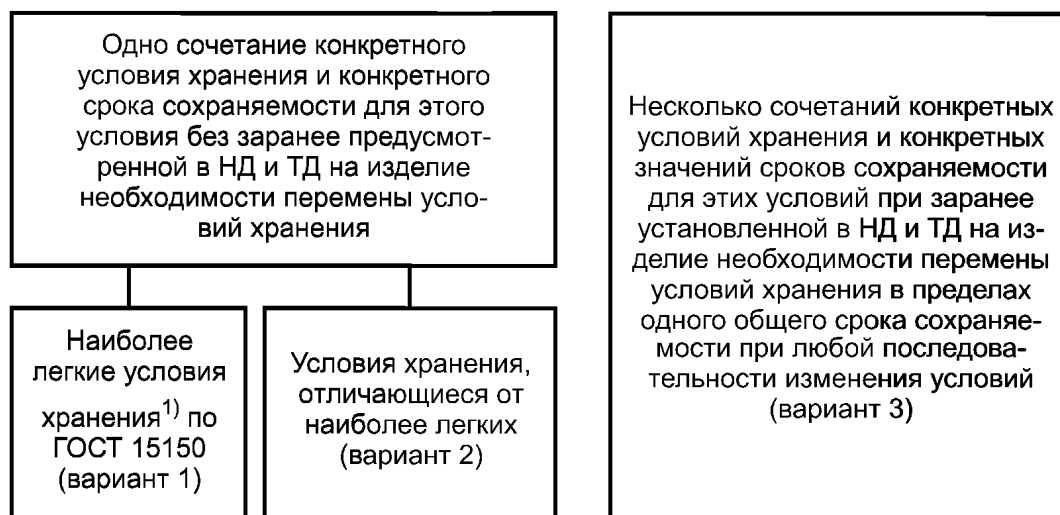 Одно сочетание конкретного
условия хранения и конкретного
срока сохраняемости для этого
условия без заранее предусмот-
ренной в НД и ТД на изделие
необходимости перемены усло-
вий хранения
Наиболее
легкие условия
хранения1) по
ГОСТ 15150
(вариант 1)
Условия хранения,
отличающиеся от
наиболее легких
(вариант 2)
Несколько сочетаний конкретных
условий хранения и конкретных
значений сроков сохраняемости
для этих условий при заранее
установленной в НД и ТД на из-
делие необходимости перемены
условий хранения в пределах
одного общего срока сохраняе-
мости при любой последова-
тельности изменения условий
(вариант 3)